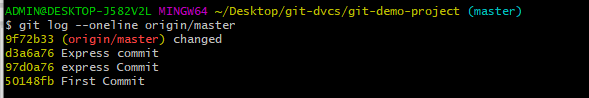 ADMIN@DESKTOP-J582V2L MINGW64 ~/Desktop/git-dvcs/git-demo-project (master)
$ git log --oneline origin/master
9f72b33 (origin/master) changed
d3a6a76 Express commit
97d0a76 express Commit
50148fb First Commit